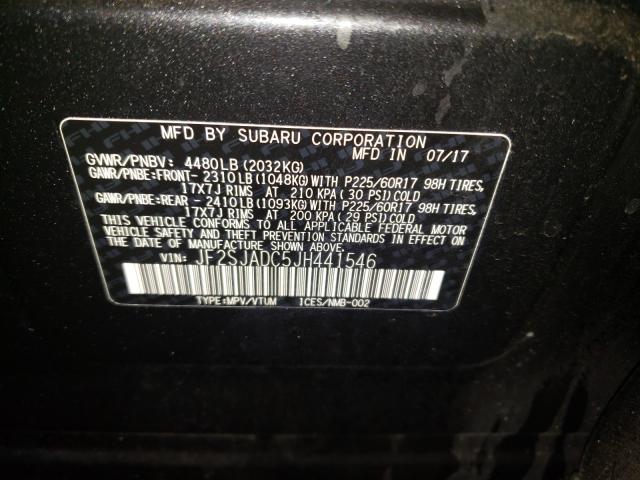 MFD BY SUBARU CORPORATION
GVWR/PNBV: 4480LB(2032KG) MFD IN 07/17
GAWR/PNBE:FRONT- 2310LB(1048KG)WITH P225/60R17 98H TIRES,
17X7J RIMS AT 210 KPA(30 PSI)COLD
GAWR/PNBE:REAR - 2410LB(1093KG)WITH P225/60R17 98H TIRES,
17X7J RIMS AT 200 KPA(29 PSI)COLD
THIS VEHICLE CONFORMS TO ALL APPLICABLE FEDERAL MOTOR
VEHICLE SAFETY AND THEFT PREVENTION STANDARDS IN EFFECT
ON THE DATE OF MANUFACTURE SHOWN ABOVE.
VIN: JF2SJADC5JH441546
TYPE:MPV/VTUM ICES/NMB-002